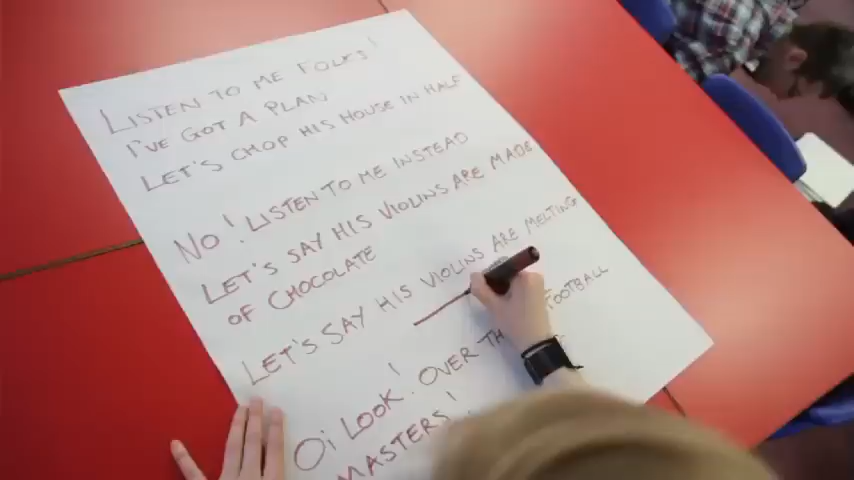 LISTEN TO ME FOLKS!
I'VE GOT A PLAN
LET'S CHOP HIS HOUSE IN HALF
NO! LISTEN TO ME INSTEAD
LET'S SAY HIS VIOLINS ARE MADE
OF CHOCOLATE
LET'S SAY HIS VIOLINS ARE MELTING
OI LOOK! OVER FOOTBALL
MASTERS!